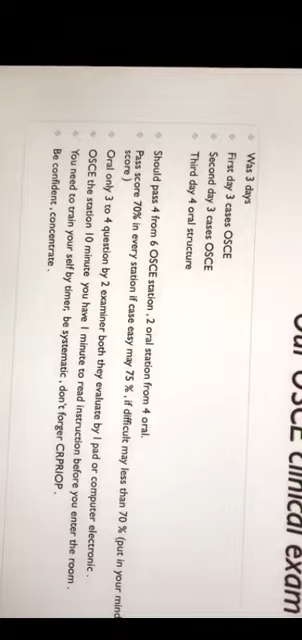 Our OSCE clinical exam
Was 3 days
First day 3 cases OSCE
Second day 3 cases OSCE
Third day 4 oral structure
Should pass 4 from 6 OSCE station , 2 oral station from 4 oral.
Pass score 70% in every station if case easy may 75 % , if difficult may less than 70 % (put in your mind
score )
Oral only 3 to 4 question by 2 examiner both they evaluate by I pad or computer electronic .
OSCE the station 10 minute you have 1 minute to read instruction before you enter the room .
You need to train your self by timer, be systematic , don't forger CRPRIOP .
Be confident , concentrate .